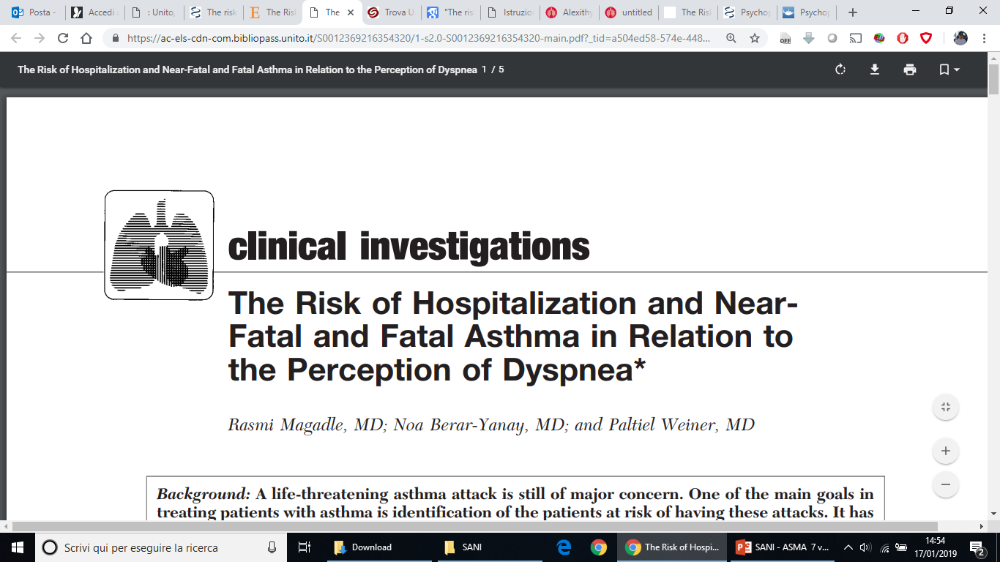 Posta -
Accedi
: Unito,
The risk
The Risk
The
Trova U
"The ris
Istruzio
Alexithy
untitled
The Risk
Psychop
Psychop
https://ac-els-cdn-com.bibliopass.unito.it/S0012369216354320/1-s2.0-S0012369216354320-main.pdf?_tid=a504ed58-574e-448...
OFF
The Risk of Hospitalization and Near-Fatal and Fatal Asthma in Relation to the Perception of Dyspnea 1 / 5
clinical investigations
The Risk of Hospitalization and Near-
Fatal and Fatal Asthma in Relation to
the Perception of Dyspnea*
Rasmi Magadle, MD; Noa Berar-Yanay, MD; and Paltiel Weiner, MD
Background: A life-threatening asthma attack is still of major concern. One of the main goals in
treating patients with asthma is identification of the patients at risk of having these attacks. It has
Scrivi qui per eseguire la ricerca
Download
SANI
The Risk of Hospi...
SANI - ASMA 7 v...
14:54
17/01/2019
2